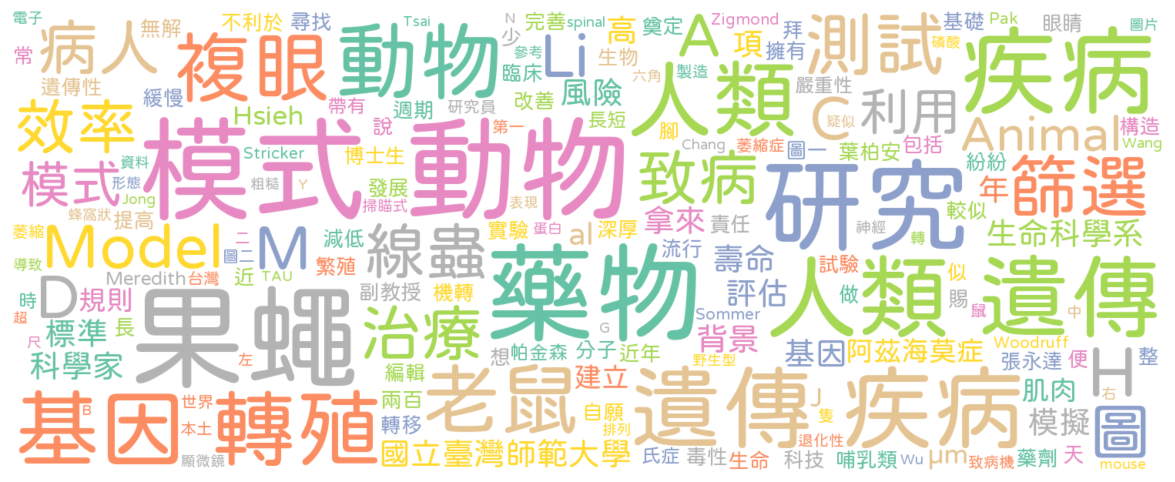 電子 病人 無解 不利於 尋找 Tsai N 完善 spinal 高 奠定 A Zigmond 拜 基礎 Pak 眼睛 圖片
常 遺傳性 複眼 動物 少 參考 Li 生物 項 擁有 測試 磷酸 疾病
效率 緩慢 Hsieh 帶有 週期 臨床 研究員 改善 風險 六角 製造 人類 嚴重性 C 疑似 利用 Animal 構造
模式 資料 形態 Stricker 模式動物 說 博士生 第一 長短 致病 腳 Chang 萎縮症 圖一 葉柏安 包括 紛紛 Wang
蜂窩狀 Jong 提高 粗糙 Y 發展 掃瞄式 表現 拿來 責任 研究 神經 轉 年 篩選 較似
萎縮 Model 二 圖二 M 減低 線蟲 實驗 蛋白 al 深厚 流行 壽命 試驗 似 生命科學系
導致 Meredith 台灣 近 TAU 繁殖 副教授 機轉 藥物 評估 做 賜 鼠 中
時 超 D 規則 果蠅 治療 G Sommer 人類 遺傳
尺 標準 長 左 想 帕金森 分子 近年 野生型 背景 基因 阿茲海莫症 Woodruff 張永達 便 整
科學家 編輯 老鼠 建立 遺傳 J 疾病 肌肉 H 右
基因轉殖 B 世界 本土 兩百 轉移 自願 排列 隻 退化性 模擬 圖
顯微鏡 國立臺灣師範大學 氏症 毒性 生命 科技 哺乳類 Wu μm 致病機 藥劑 天 mouse